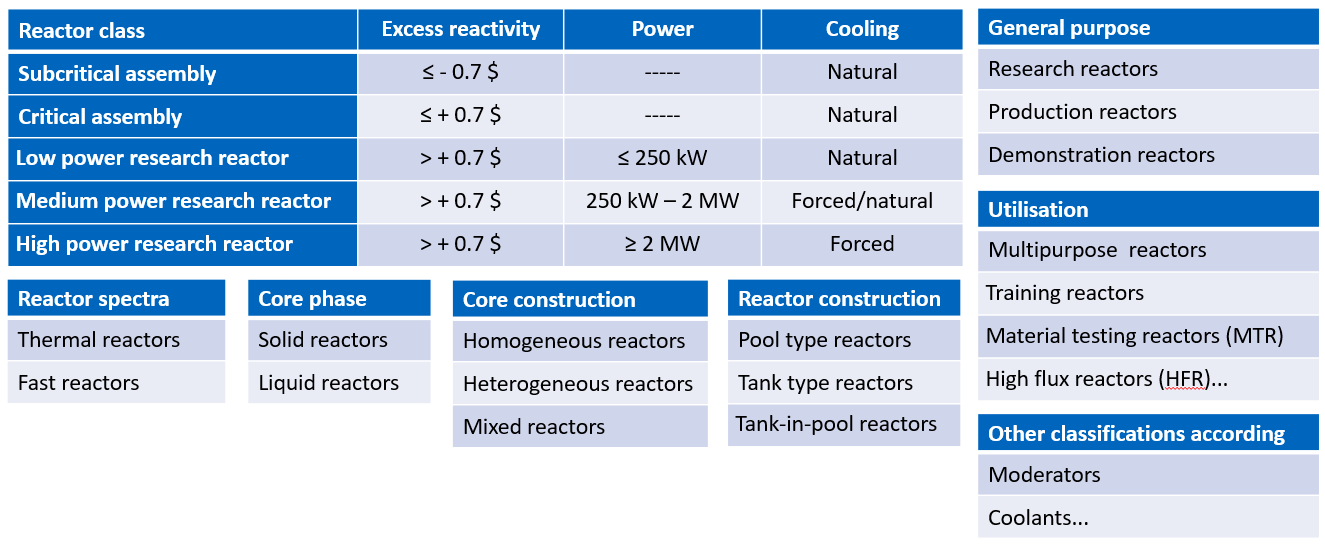 Reactor class Excess reactivity Power Cooling
Subcritical assembly ≤ - 0.7 $ ----- Natural
Critical assembly ≤ + 0.7 $ ----- Natural
Low power research reactor > + 0.7 $ ≤ 250 kW Natural
Medium power research reactor > + 0.7 $ 250 kW – 2 MW Forced/natural
High power research reactor > + 0.7 $ ≥ 2 MW Forced
Reactor spectra
Thermal reactors
Fast reactors
Core phase
Solid reactors
Liquid reactors
Core construction
Homogeneous reactors
Heterogeneous reactors
Mixed reactors
Reactor construction
Pool type reactors
Tank type reactors
Tank-in-pool reactors
General purpose
Research reactors
Production reactors
Demonstration reactors
Utilisation
Multipurpose reactors
Training reactors
Material testing reactors (MTR)
High flux reactors (HFR)...
Other classifications according
Moderators
Coolants...